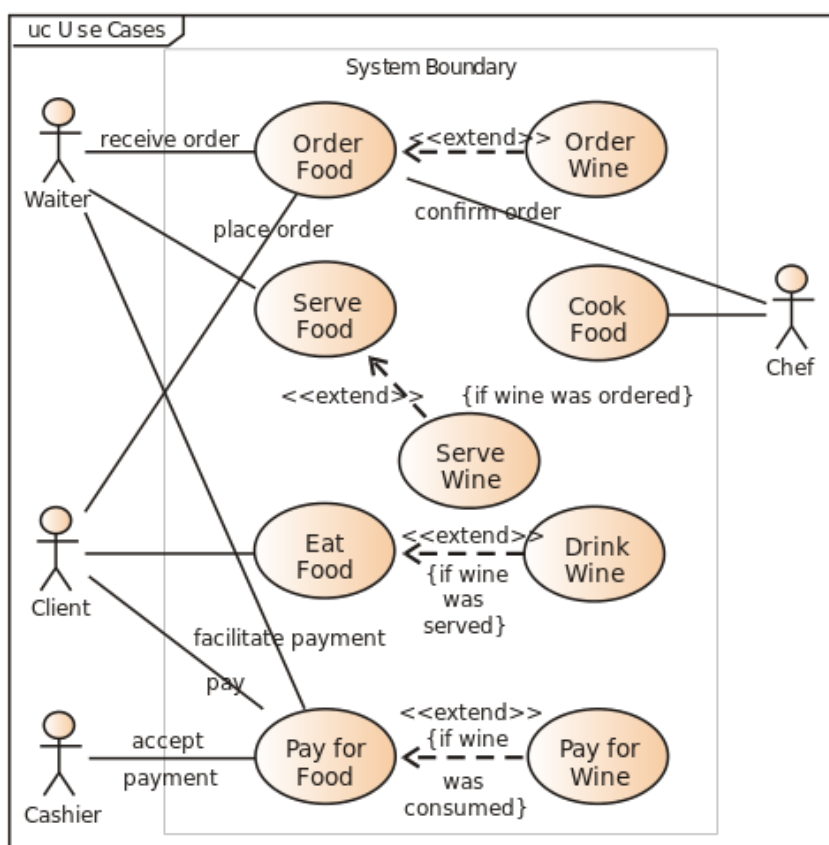 uc Use Cases
System Boundary
receive order
Order
Food
<<extend>>
Order
Wine
Waiter
confirm order
place order
Serve
Food
Cook
Food
Chef
<<extend>>
{if wine was ordered}
Serve
Wine
Client
Eat
Food
<<extend>>
{if wine
was
served}
Drink
Wine
facilitate payment
pay
accept
payment
Cashier
Pay for
Food
<<extend>>
{if wine
was
consumed}
Pay for
Wine